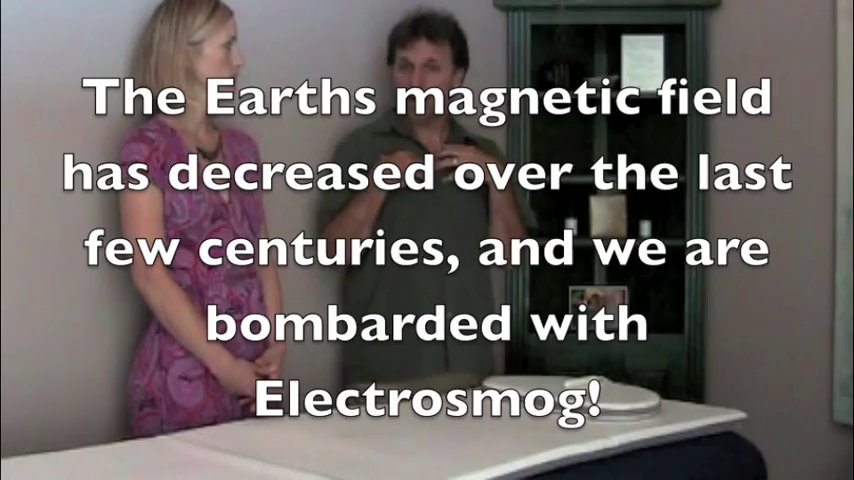 The Earths magnetic field
has decreased over the last
few centuries, and we are
bombarded with
Electrosmog!